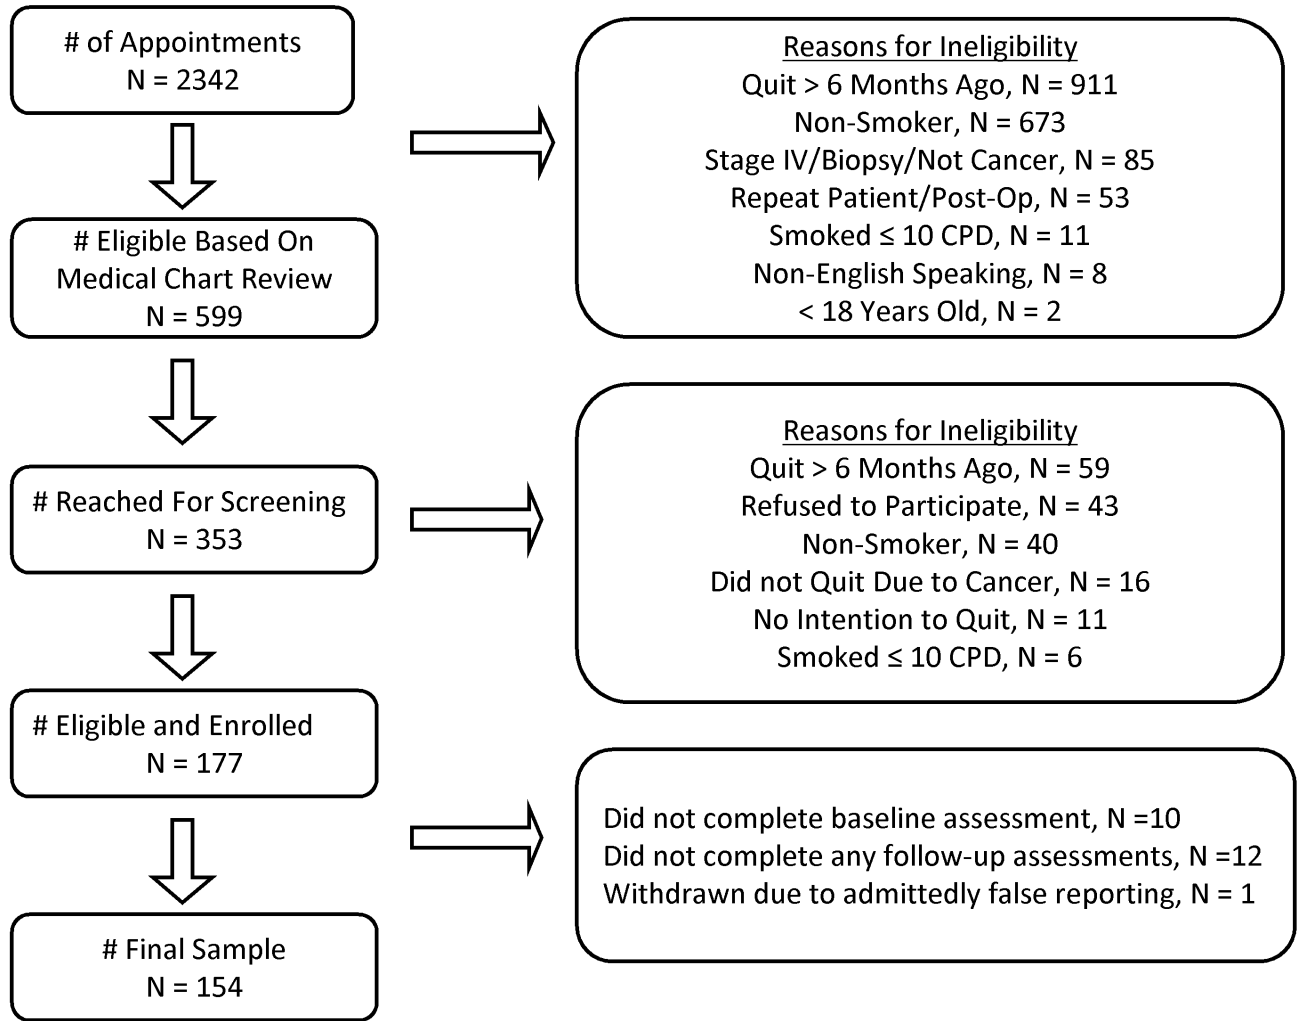 # of Appointments
N = 2342
Reasons for Ineligibility
Quit > 6 Months Ago, N = 911
Non-Smoker, N = 673
Stage IV/Biopsy/Not Cancer, N = 85
Repeat Patient/Post-Op, N = 53
Smoked ≤ 10 CPD, N = 11
Non-English Speaking, N = 8
< 18 Years Old, N = 2
# Eligible Based On
Medical Chart Review
N = 599
# Reached For Screening
N = 353
Reasons for Ineligibility
Quit > 6 Months Ago, N = 59
Refused to Participate, N = 43
Non-Smoker, N = 40
Did not Quit Due to Cancer, N = 16
No Intention to Quit, N = 11
Smoked ≤ 10 CPD, N = 6
# Eligible and Enrolled
N = 177
Did not complete baseline assessment, N =10
Did not complete any follow-up assessments, N =12
Withdrawn due to admittedly false reporting, N = 1
# Final Sample
N = 154